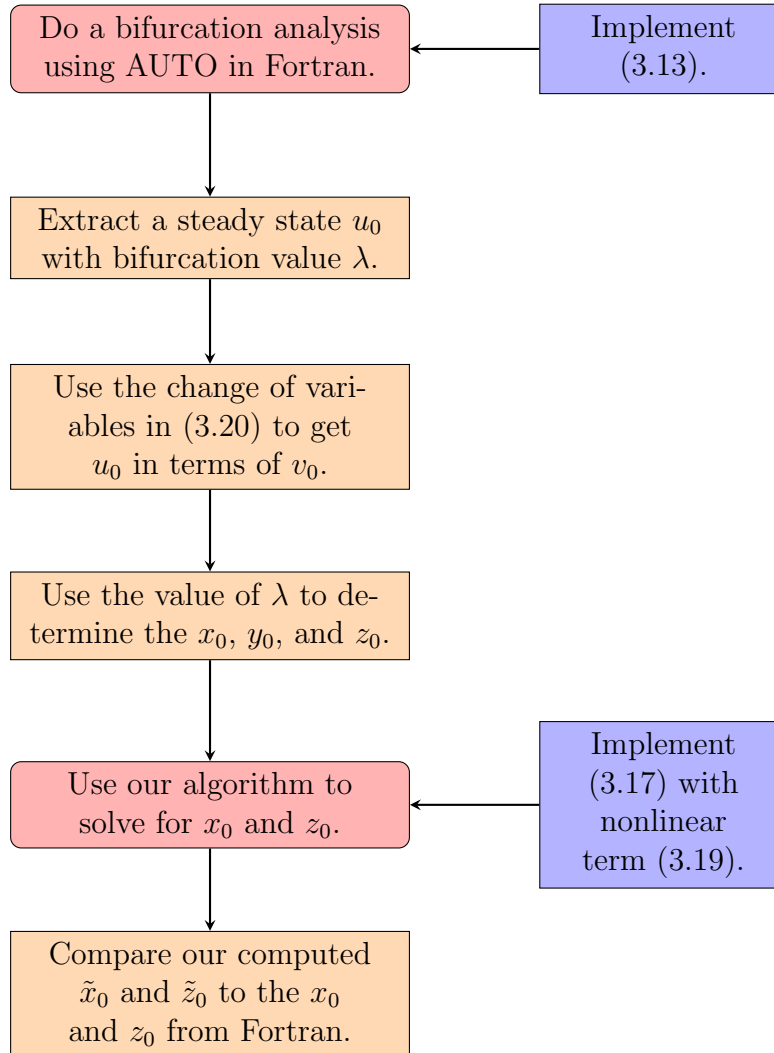 Do a bifurcation analysis
using AUTO in Fortran.
Implement
(3.13).
Extract a steady state u₀
with bifurcation value λ.
Use the change of vari-
ables in (3.20) to get
u₀ in terms of v₀.
Use the value of λ to de-
termine the x₀, y₀, and z₀.
Use our algorithm to
solve for x₀ and z₀.
Implement
(3.17) with
nonlinear
term (3.19).
Compare our computed
x̃₀ and z̃₀ to the x₀
and z₀ from Fortran.